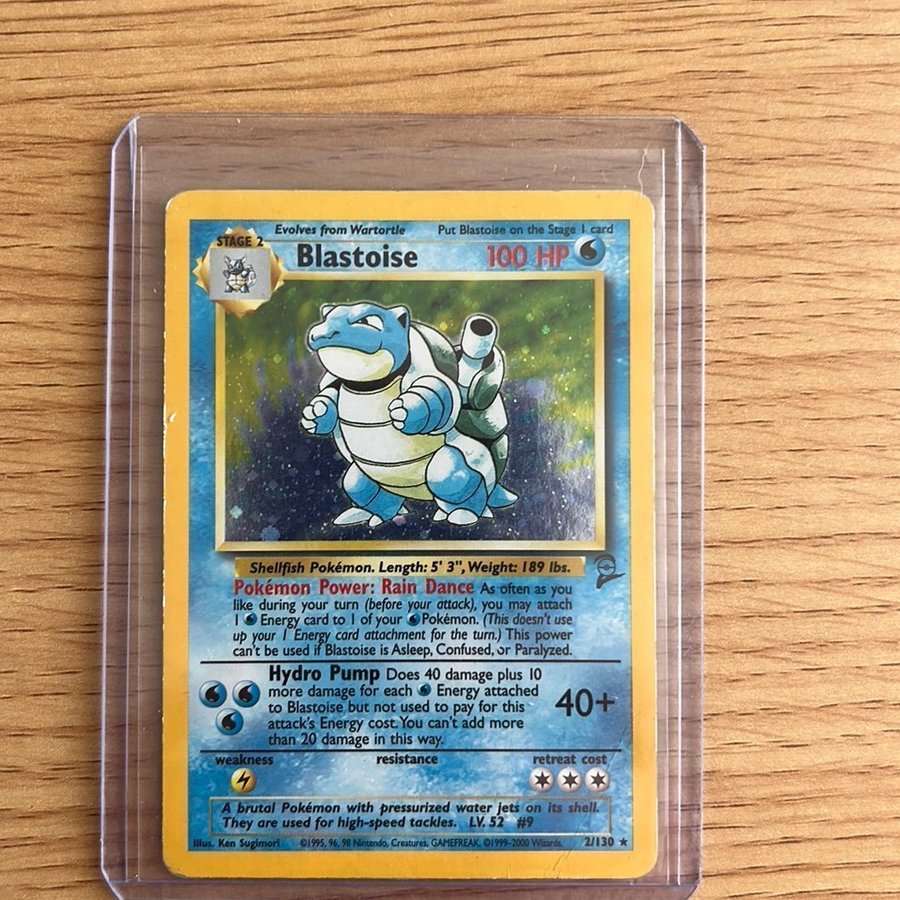 Evolves from Wartortle Put Blastoise on the Stage 1 card
STAGE 2
Blastoise 100 HP
Shellfish Pokémon. Length: 5' 3", Weight: 189 lbs.
Pokémon Power: Rain Dance As often as you
like during your turn (before your attack), you may attach
1 Energy card to 1 of your Pokémon. (This doesn't use
up your 1 Energy card attachment for the turn.) This power
can't be used if Blastoise is Asleep, Confused, or Paralyzed.
Hydro Pump Does 40 damage plus 10
more damage for each Energy attached
to Blastoise but not used to pay for this
attack's Energy cost. You can't add more
than 20 damage in this way.
40+
weakness resistance retreat cost
A brutal Pokémon with pressurized water jets on its shell.
They are used for high-speed tackles. LV. 52 #9
Illus. Ken Sugimori ©1995, 96, 98 Nintendo, Creatures, GAMEFREAK. ©1999-2000 Wizards. 2/130 ★